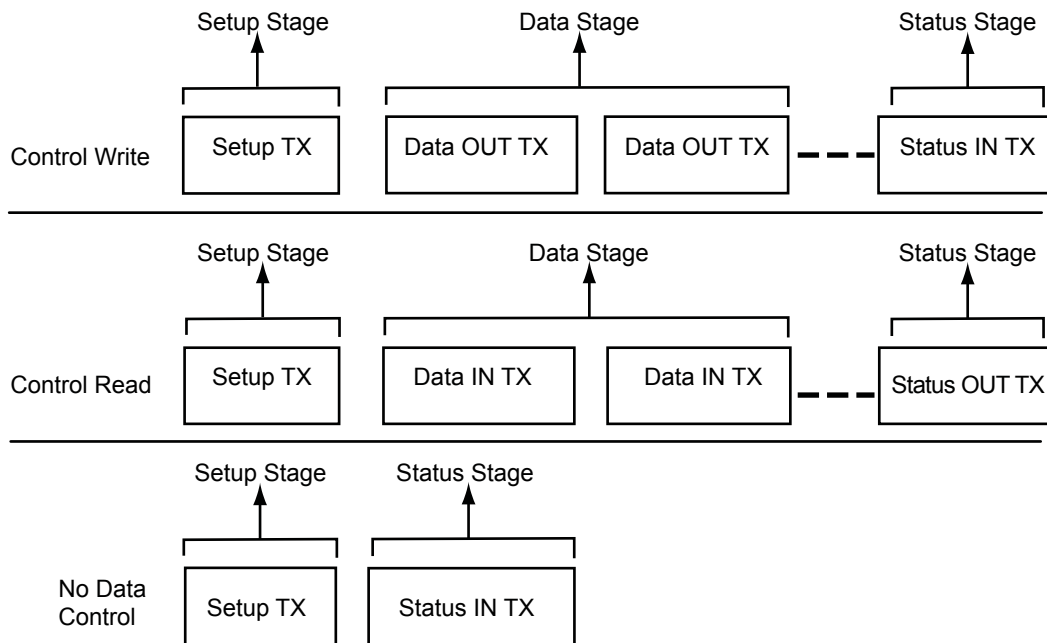 Setup Stage
Data Stage
Status Stage
Control Write
Setup TX
Data OUT TX
Data OUT TX
Status IN TX
Setup Stage
Data Stage
Status Stage
Control Read
Setup TX
Data IN TX
Data IN TX
Status OUT TX
Setup Stage
Status Stage
No Data
Control
Setup TX
Status IN TX